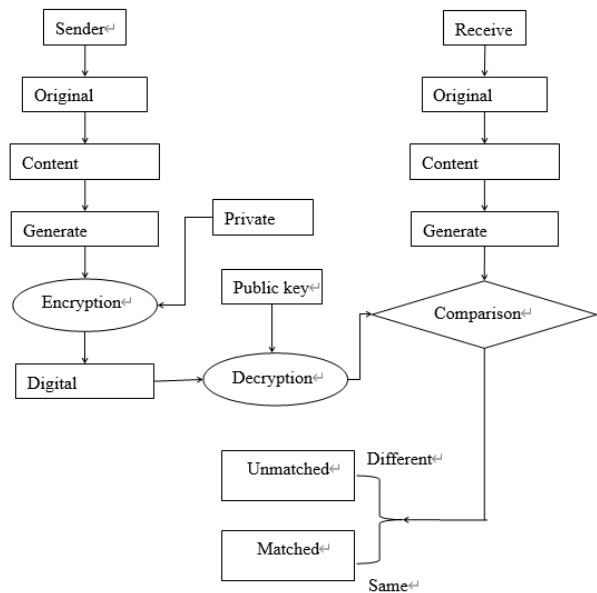 Sender
Receive
Original
Original
Content
Content
Generate
Private
Generate
Encryption
Public key
Comparison
Digital
Decryption
Different
Unmatched
Matched
Same